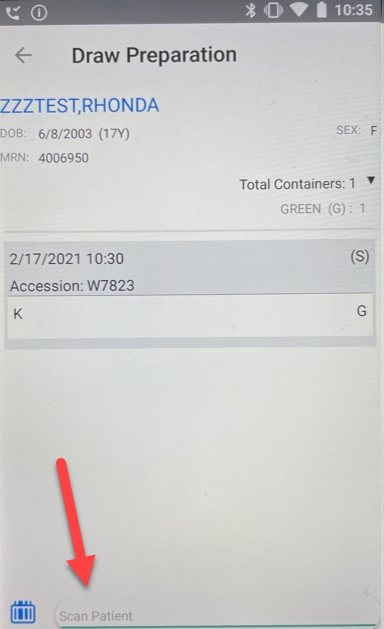 10:35
Draw Preparation
ZZZTEST,RHONDA
DOB: 6/8/2003 (17Y) SEX: F
MRN: 4006950
Total Containers: 1
GREEN (G) : 1
2/17/2021 10:30 (S)
Accession: W7823
K G
Scan Patient